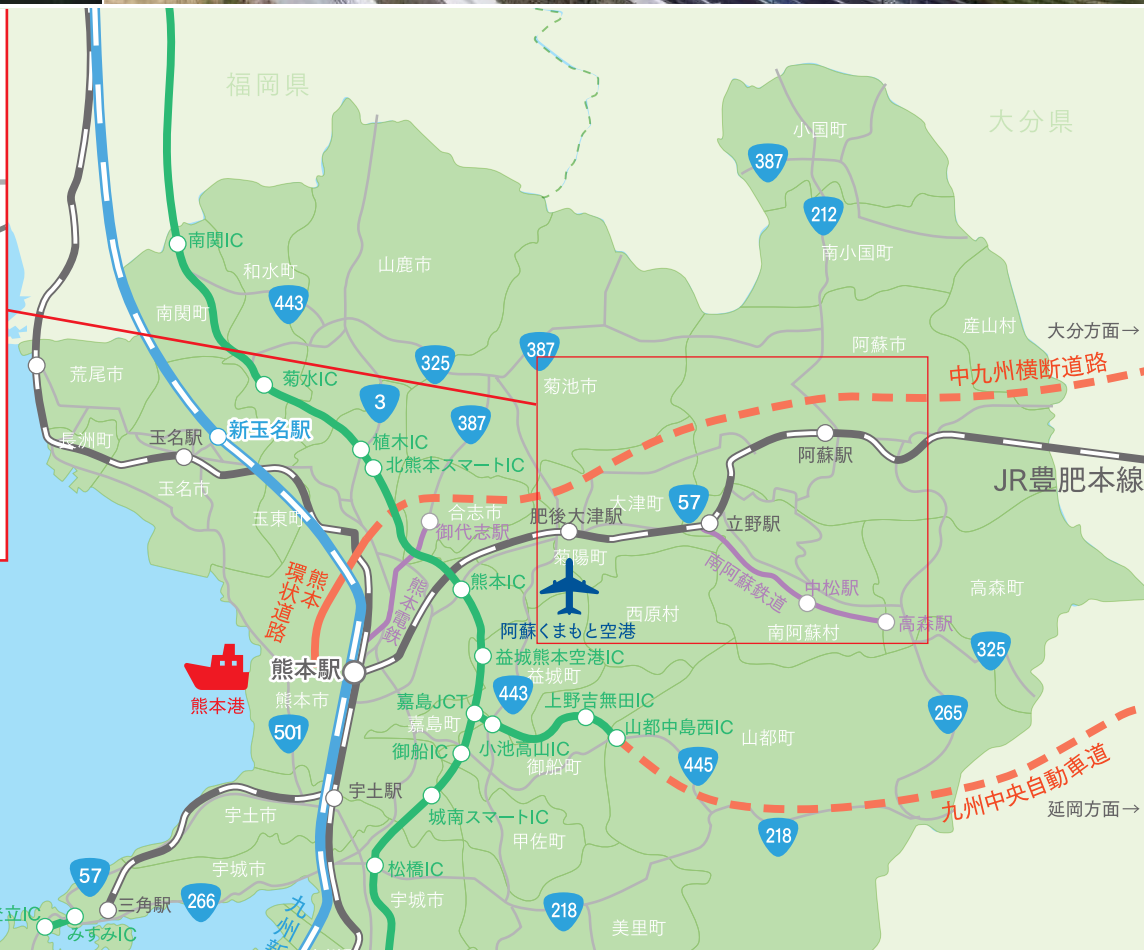 福岡県
大分県
小国町
387
212
南小国町
南関IC
和水町
山鹿市
443
南関町
産山村
大分方面→
阿蘇市
387
325
中九州横断道路
荒尾市
菊水IC
菊池市
3
387
長洲町
玉名駅
新玉名駅
植木IC
阿蘇駅
北熊本スマートIC
JR豊肥本線
玉名市
57
大津町
玉東町
合志市
肥後大津駅
立野駅
御代志駅
菊陽町
熊本環状道路
熊本電鉄
熊本IC
南阿蘇鉄道
中松駅
高森町
西原村
高森駅
阿蘇くまもと空港
南阿蘇村
325
益城熊本空港IC
熊本駅
益城町
熊本港
熊本市
443
嘉島JCT
上野吉無田IC
265
嘉島町
山都中島西IC
501
山都町
御船IC
小池高山IC
御船町
445
九州中央自動車道
宇土駅
延岡方面→
宇土市
城南スマートIC
218
甲佐町
宇城市
松橋IC
57
266
宇城市
218
三角駅
立IC
みすみIC
美里町
九州新